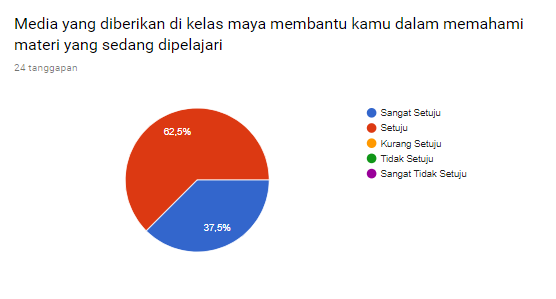 Media yang diberikan di kelas maya membantu kamu dalam memahami
materi yang sedang dipelajari
24 tanggapan
62,5%
37,5%
Sangat Setuju
Setuju
Kurang Setuju
Tidak Setuju
Sangat Tidak Setuju